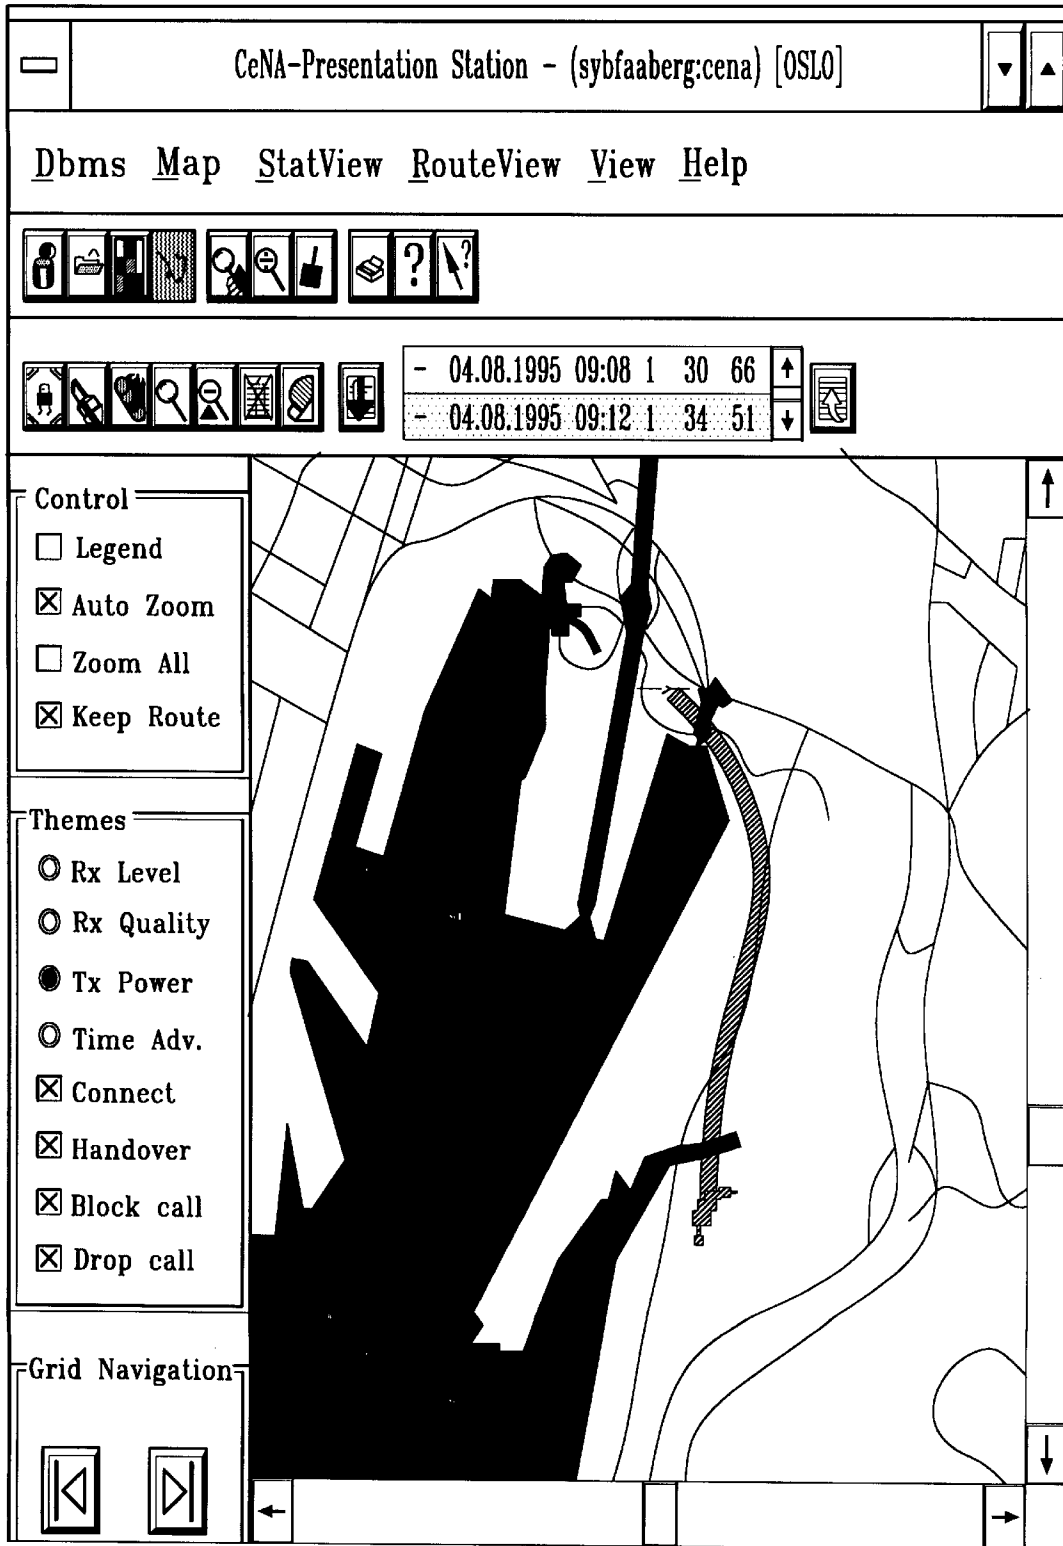 CeNA-Presentation Station - (sybfaaberg:cena) [OSLO]
Dbms Map StatView RouteView View Help
? ?
- 04.08.1995 09:08 1 30 66
- 04.08.1995 09:12 1 34 51
Control
Legend
Auto Zoom
Zoom All
Keep Route
Themes
Rx Level
Rx Quality
Tx Power
Time Adv.
Connect
Handover
Block call
Drop call
Grid Navigation